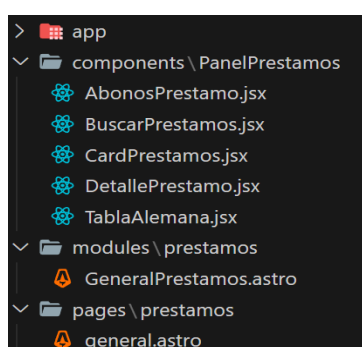 app
components\PanelPrestamos
AbonosPrestamo.jsx
BuscarPrestamos.jsx
CardPrestamos.jsx
DetallePrestamo.jsx
TablaAlemana.jsx
modules\prestamos
GeneralPrestamos.astro
pages\prestamos
general.astro